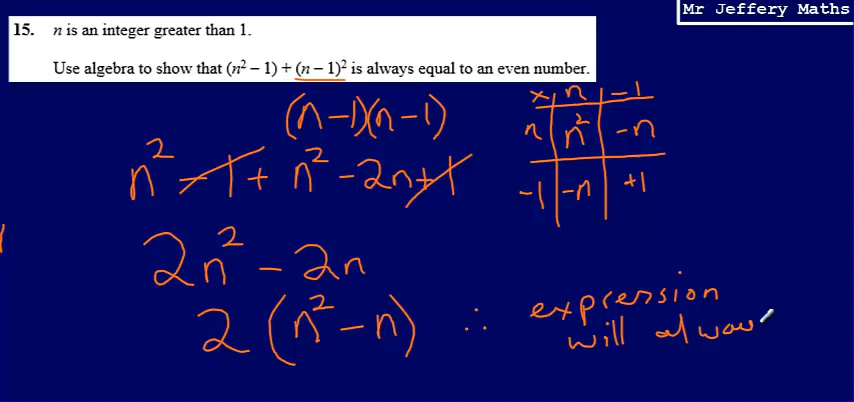 Mr Jeffery Maths
15. n is an integer greater than 1.
Use algebra to show that (n² – 1) + (n – 1)² is always equal to an even number.
(n-1)(n-1)
n² -1 + n² -2n+1
× n -1
n n² -n
-1 -n +1
2n² - 2n
2(n² - n) ∴ expression
will alway